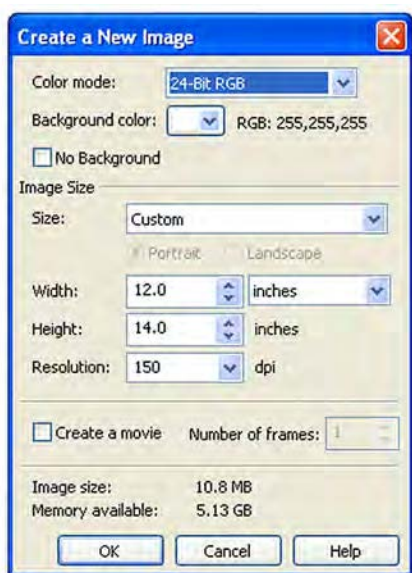 Create a New Image
Color mode: 24-Bit RGB
Background color: RGB: 255,255,255
No Background
Image Size
Size: Custom
Portrait Landscape
Width: 12.0 inches
Height: 14.0 inches
Resolution: 150 dpi
Create a movie Number of frames: 1
Image size: 10.8 MB
Memory available: 5.13 GB
OK Cancel Help